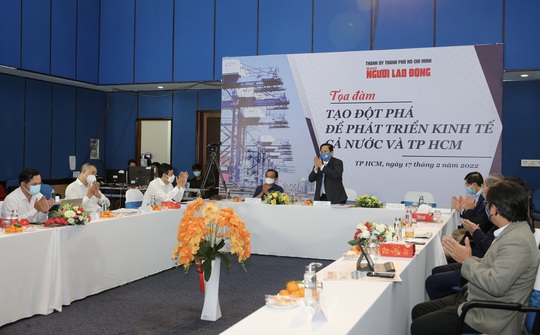 THÀNH ỦY THÀNH PHỐ HỒ CHÍ MINH
NGƯỜI LAO ĐỘNG
Tọa đàm
TẠO ĐỘT PHÁ
ĐỂ PHÁT TRIỂN KINH TẾ
CẢ NƯỚC VÀ TP HCM
TP HCM, ngày 17 tháng 2 năm 2022